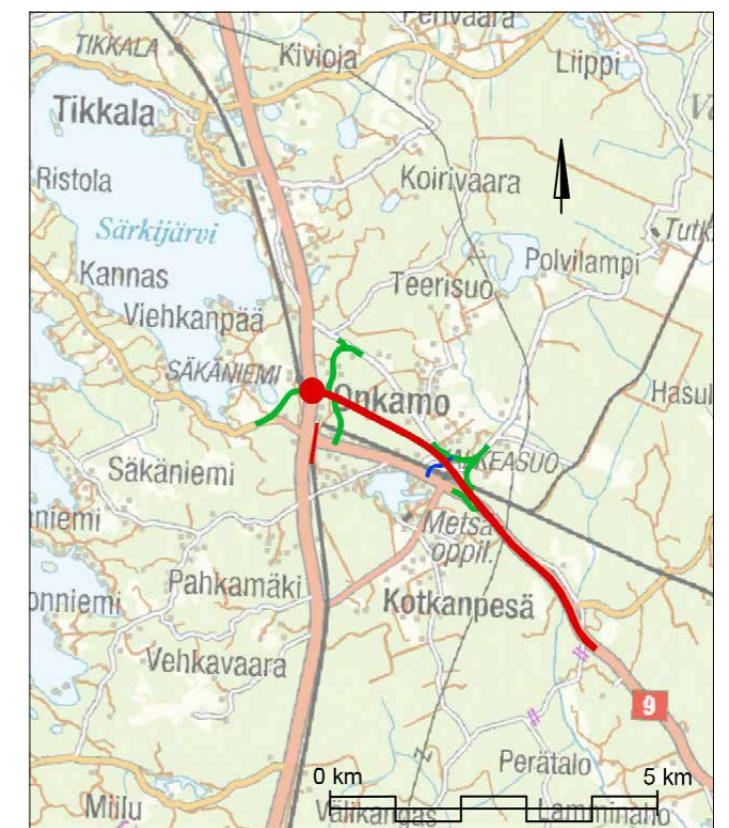 Perivaara
TIKKALA
Kivioja
Liippi
Tikkala
Ristola
Koirivaara
Särkijärvi
Kannas
Polvilampi
Teerisuo
Viehkanpää
SÄKÄNIEMI
Onkamo
Säkäniemi
Metsä
oppil.
Pahkamäki
Kotkanpesä
Vehkavaara
9
Perätalo
0 km
5 km
Miilu
Välikangas
Lamminaho